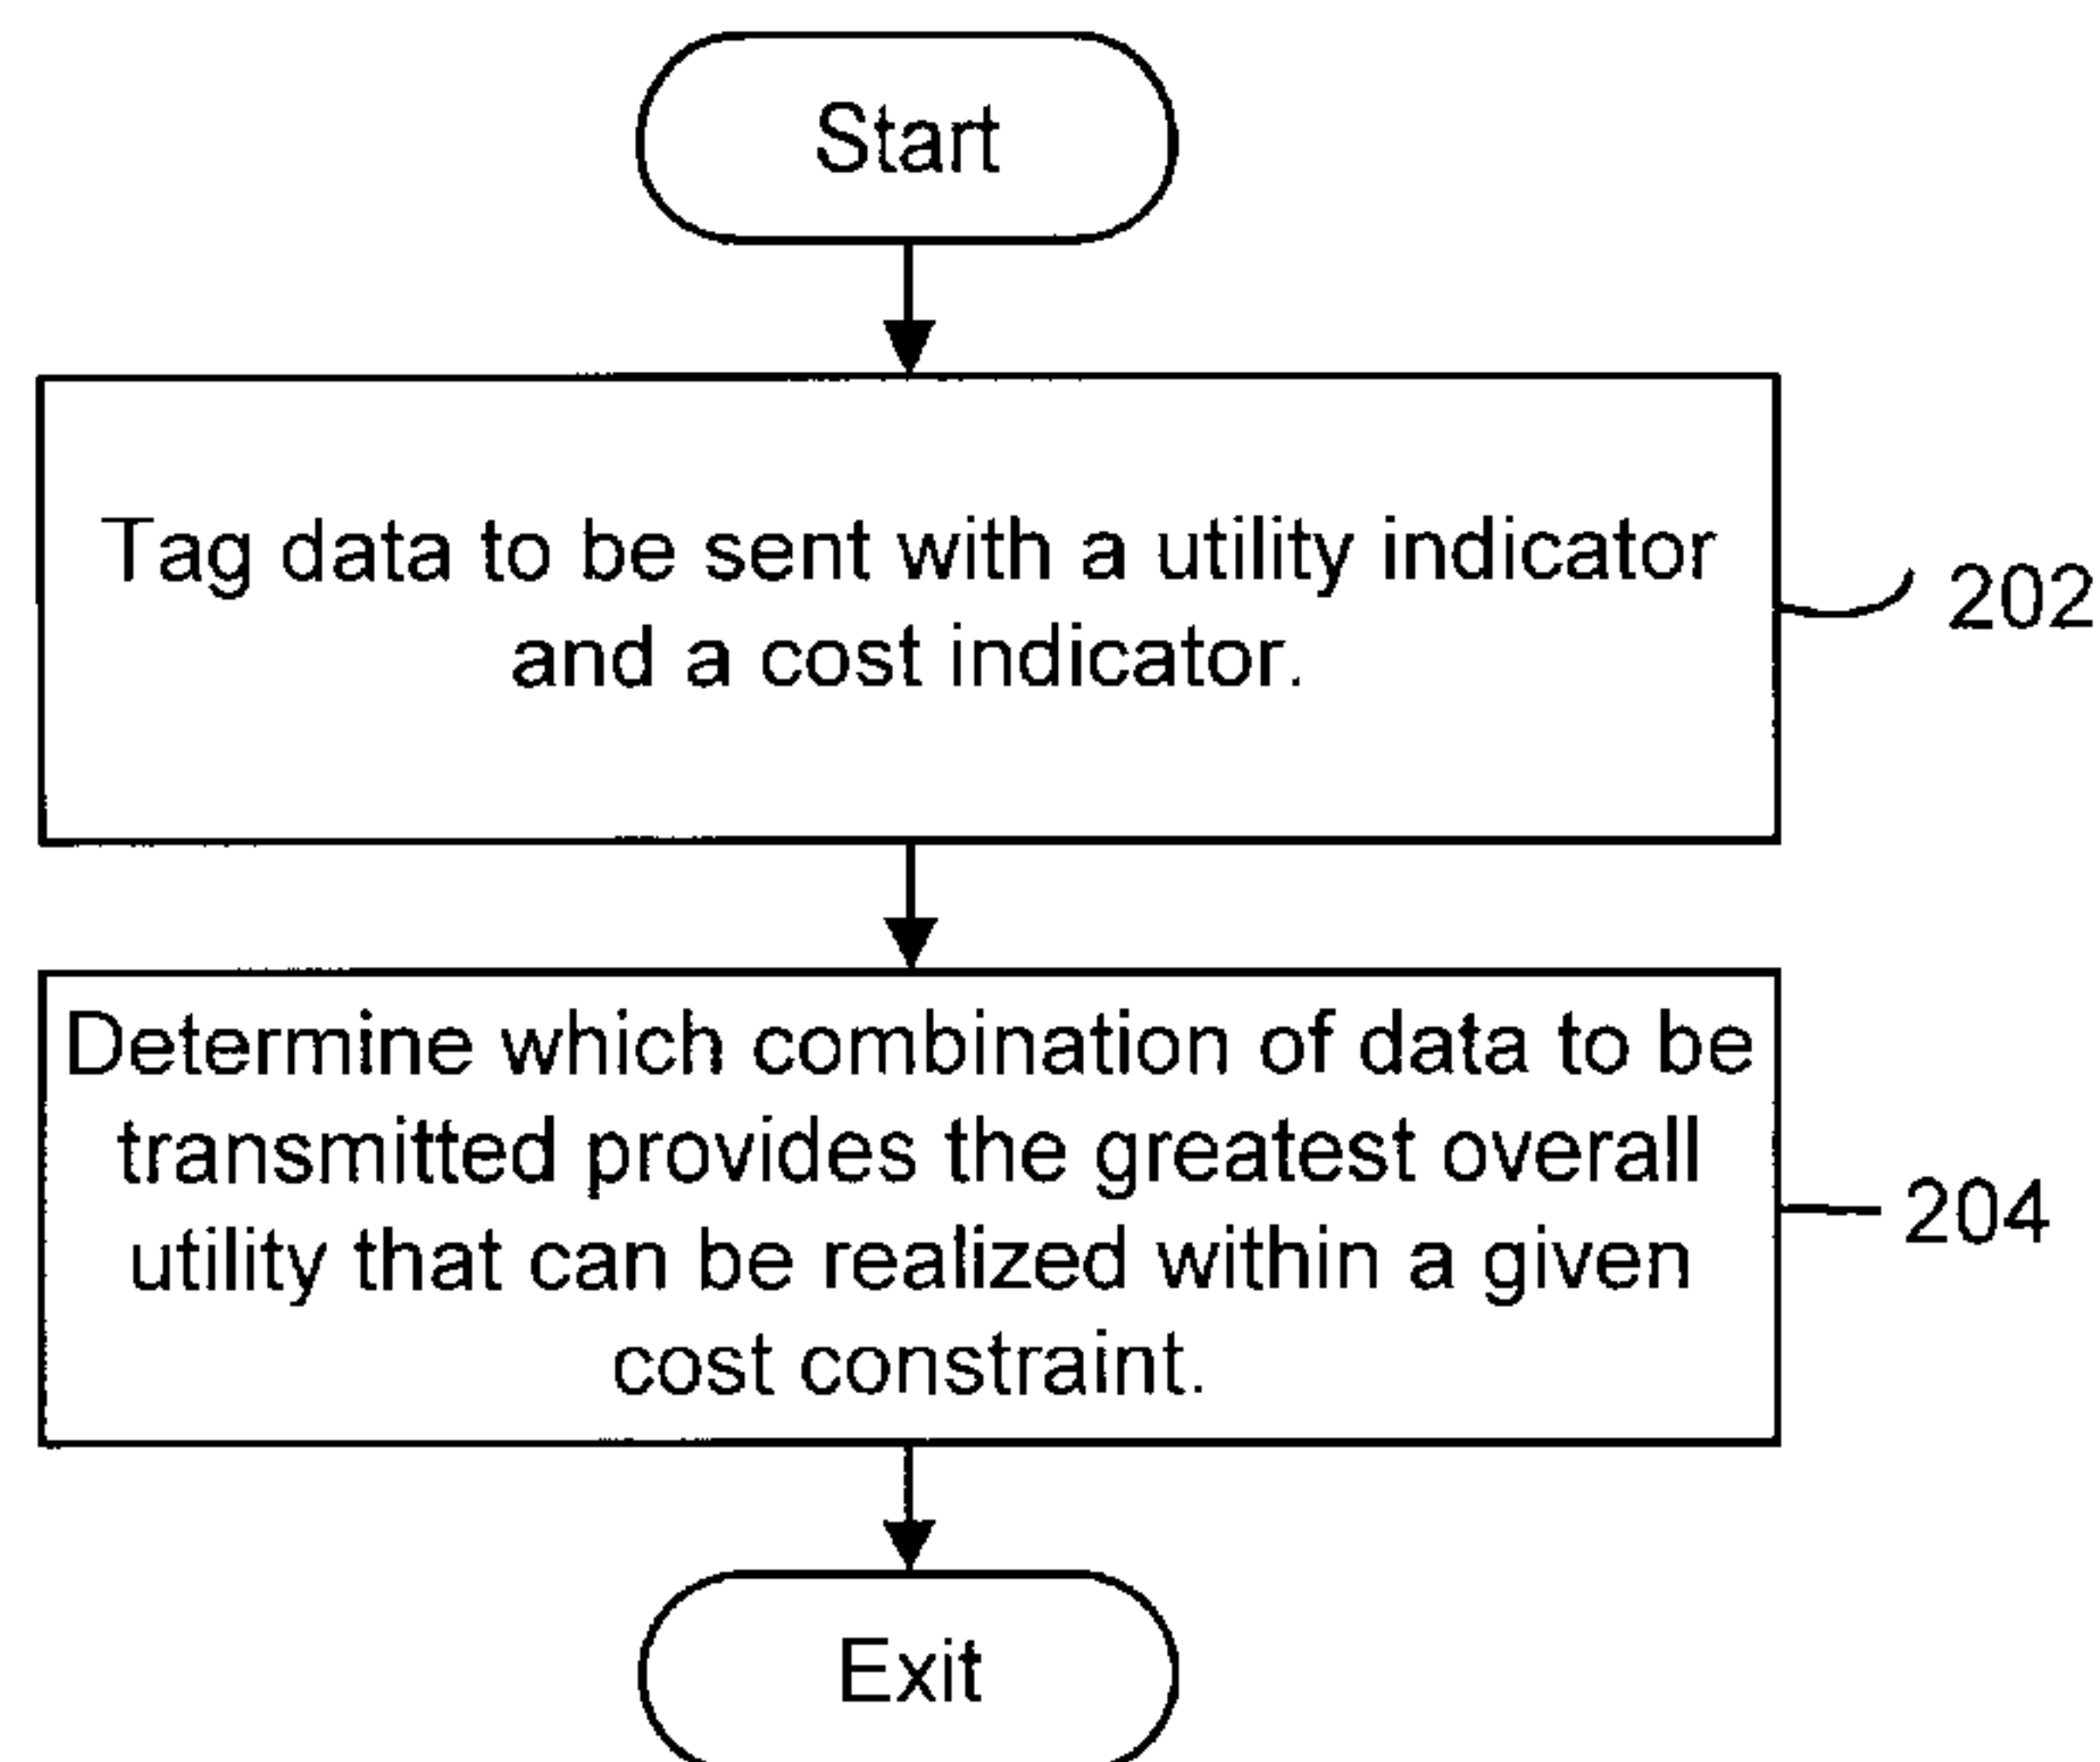 Start
Tag data to be sent with a utility indicator
and a cost indicator.
202
Determine which combination of data to be
transmitted provides the greatest overall
utility that can be realized within a given
cost constraint.
204
Exit